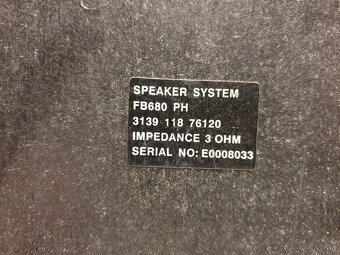 SPEAKER SYSTEM
FB680 PH
3139 118 76120
IMPEDANCE 3 OHM
SERIAL NO: E0008033